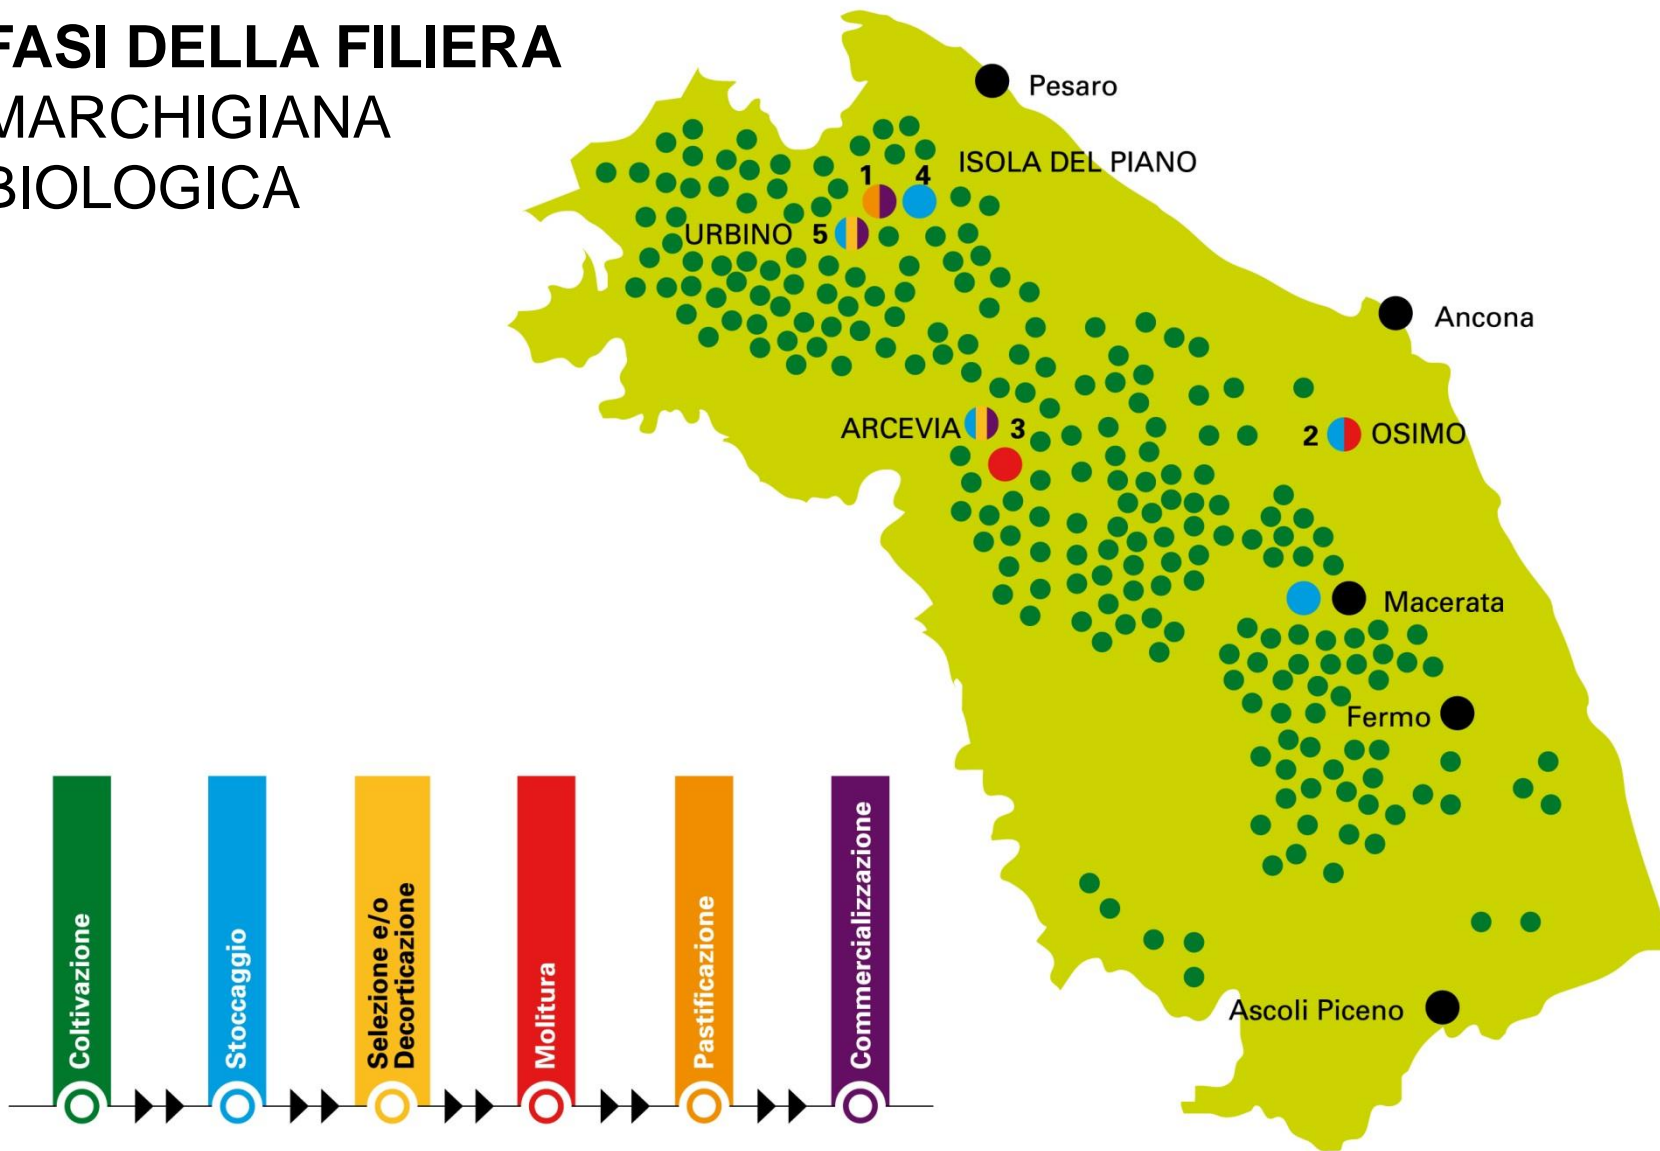 FASI DELLA FILIERA
MARCHIGIANA
BIOLOGICA
Pesaro
ISOLA DEL PIANO
1
4
URBINO 5
Ancona
ARCEVIA 3
2 OSIMO
Macerata
Fermo
Ascoli Piceno
Coltivazione
Stoccaggio
Selezione e/o
Decorticazione
Molitura
Pastificazione
Commercializzazione